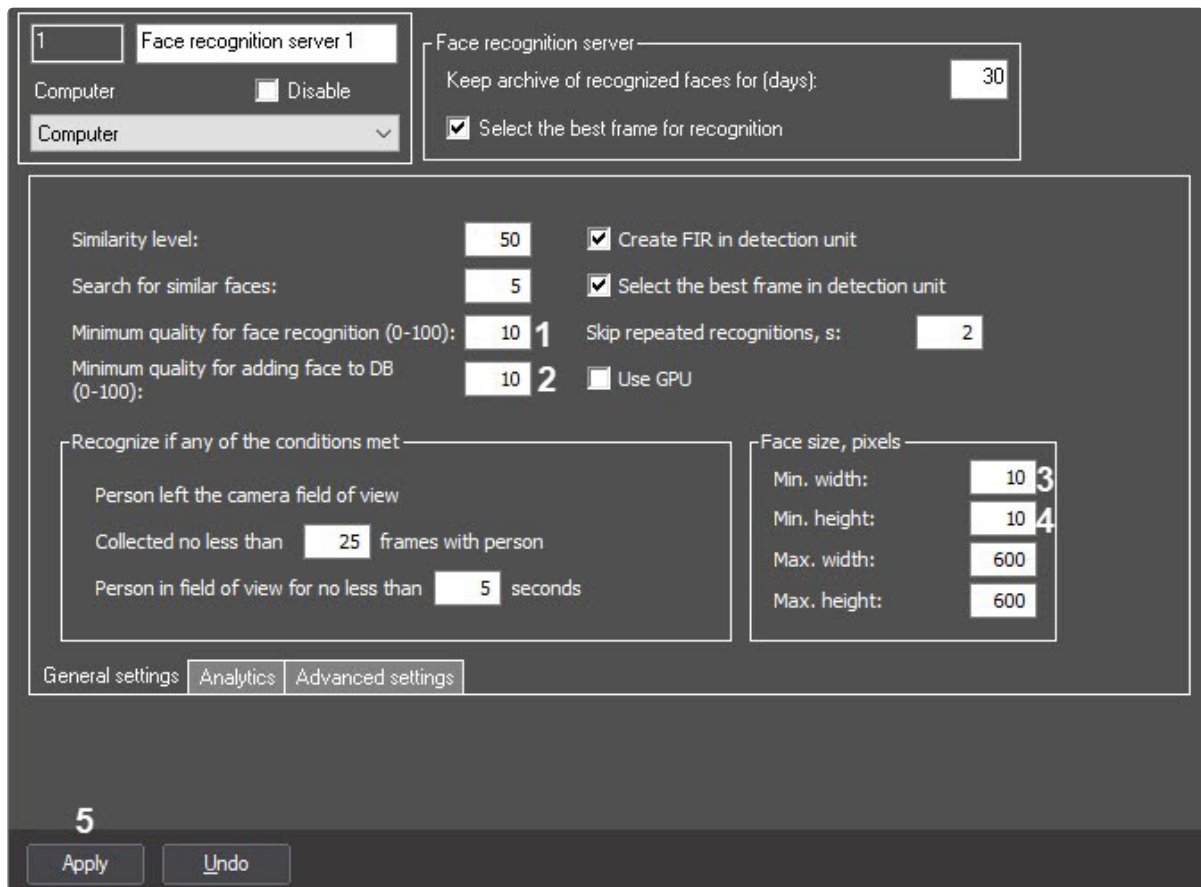 1 Face recognition server 1
Computer Disable
Computer
Face recognition server
Keep archive of recognized faces for (days): 30
Select the best frame for recognition
Similarity level: 50
Create FIR in detection unit
Search for similar faces: 5
Select the best frame in detection unit
Minimum quality for face recognition (0-100): 10 1
Skip repeated recognitions, s: 2
Minimum quality for adding face to DB
(0-100): 10 2
Use GPU
Recognize if any of the conditions met
Person left the camera field of view
Collected no less than 25 frames with person
Person in field of view for no less than 5 seconds
Face size, pixels
Min. width: 10 3
Min. height: 10 4
Max. width: 600
Max. height: 600
General settings Analytics Advanced settings
5
Apply Undo